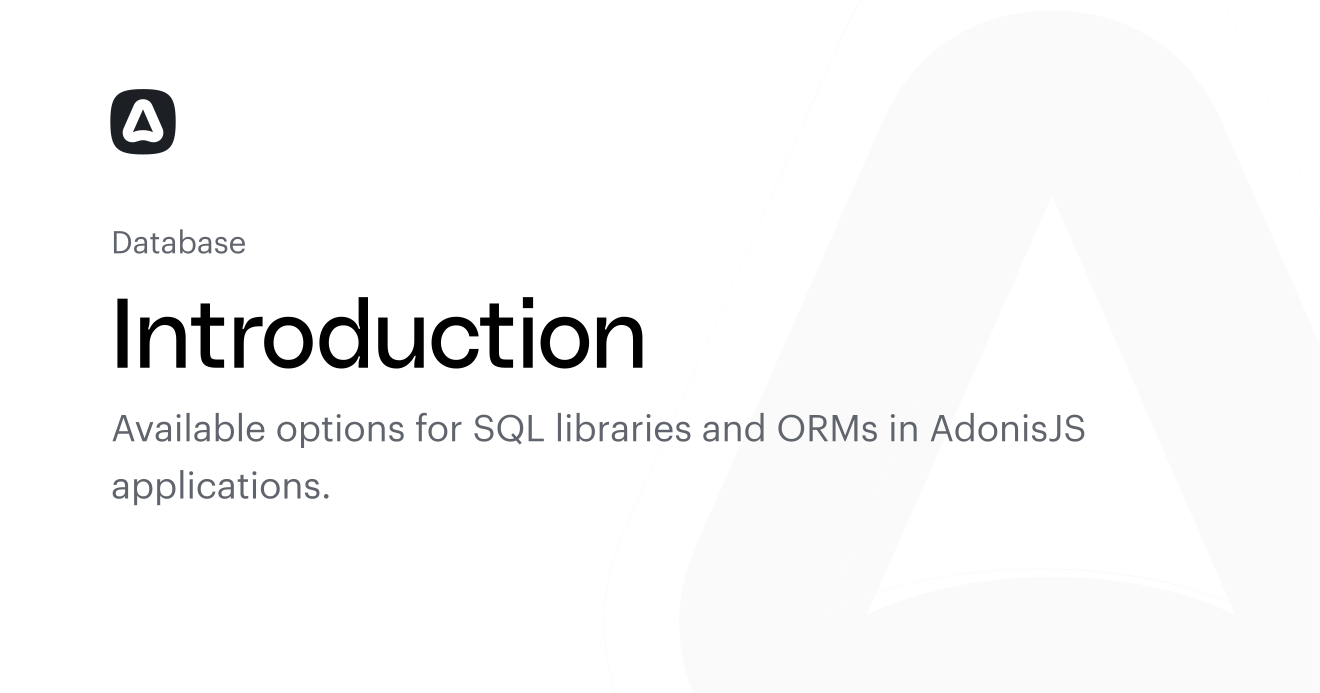 Database
Introduction
Available options for SQL libraries and ORMs in AdonisJS
applications.